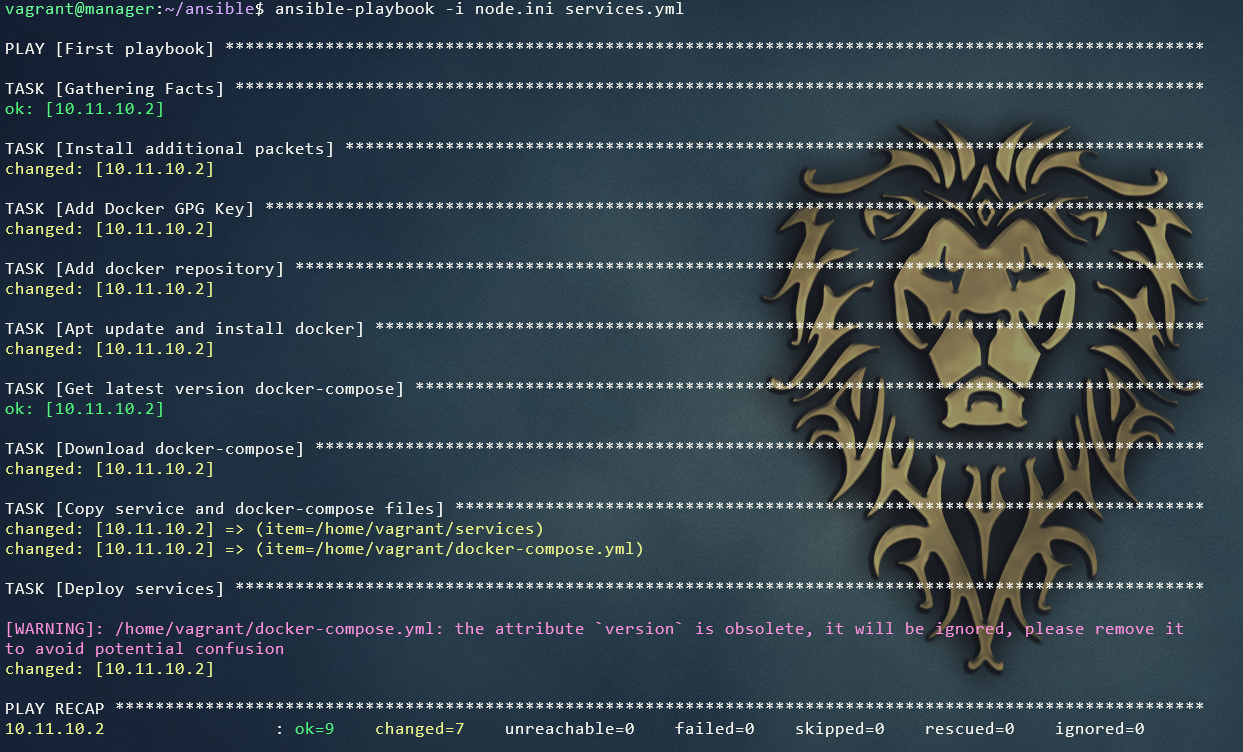 vagrant@manager:~/ansible$ ansible-playbook -i node.ini services.yml
PLAY [First playbook] **************************************************************************************************
TASK [Gathering Facts] *************************************************************************************************
ok: [10.11.10.2]
TASK [Install additional packets] **************************************************************************************
changed: [10.11.10.2]
TASK [Add Docker GPG Key] **********************************************************************************************
changed: [10.11.10.2]
TASK [Add docker repository] *******************************************************************************************
changed: [10.11.10.2]
TASK [Apt update and install docker] ***********************************************************************************
changed: [10.11.10.2]
TASK [Get latest version docker-compose] *******************************************************************************
ok: [10.11.10.2]
TASK [Download docker-compose] *****************************************************************************************
changed: [10.11.10.2]
TASK [Copy service and docker-compose files] ***************************************************************************
changed: [10.11.10.2] => (item=/home/vagrant/services)
changed: [10.11.10.2] => (item=/home/vagrant/docker-compose.yml)
TASK [Deploy services] *************************************************************************************************
[WARNING]: /home/vagrant/docker-compose.yml: the attribute `version` is obsolete, it will be ignored, please remove it
to avoid potential confusion
changed: [10.11.10.2]
PLAY RECAP *************************************************************************************************************
10.11.10.2                 : ok=9    changed=7    unreachable=0    failed=0    skipped=0    rescued=0    ignored=0